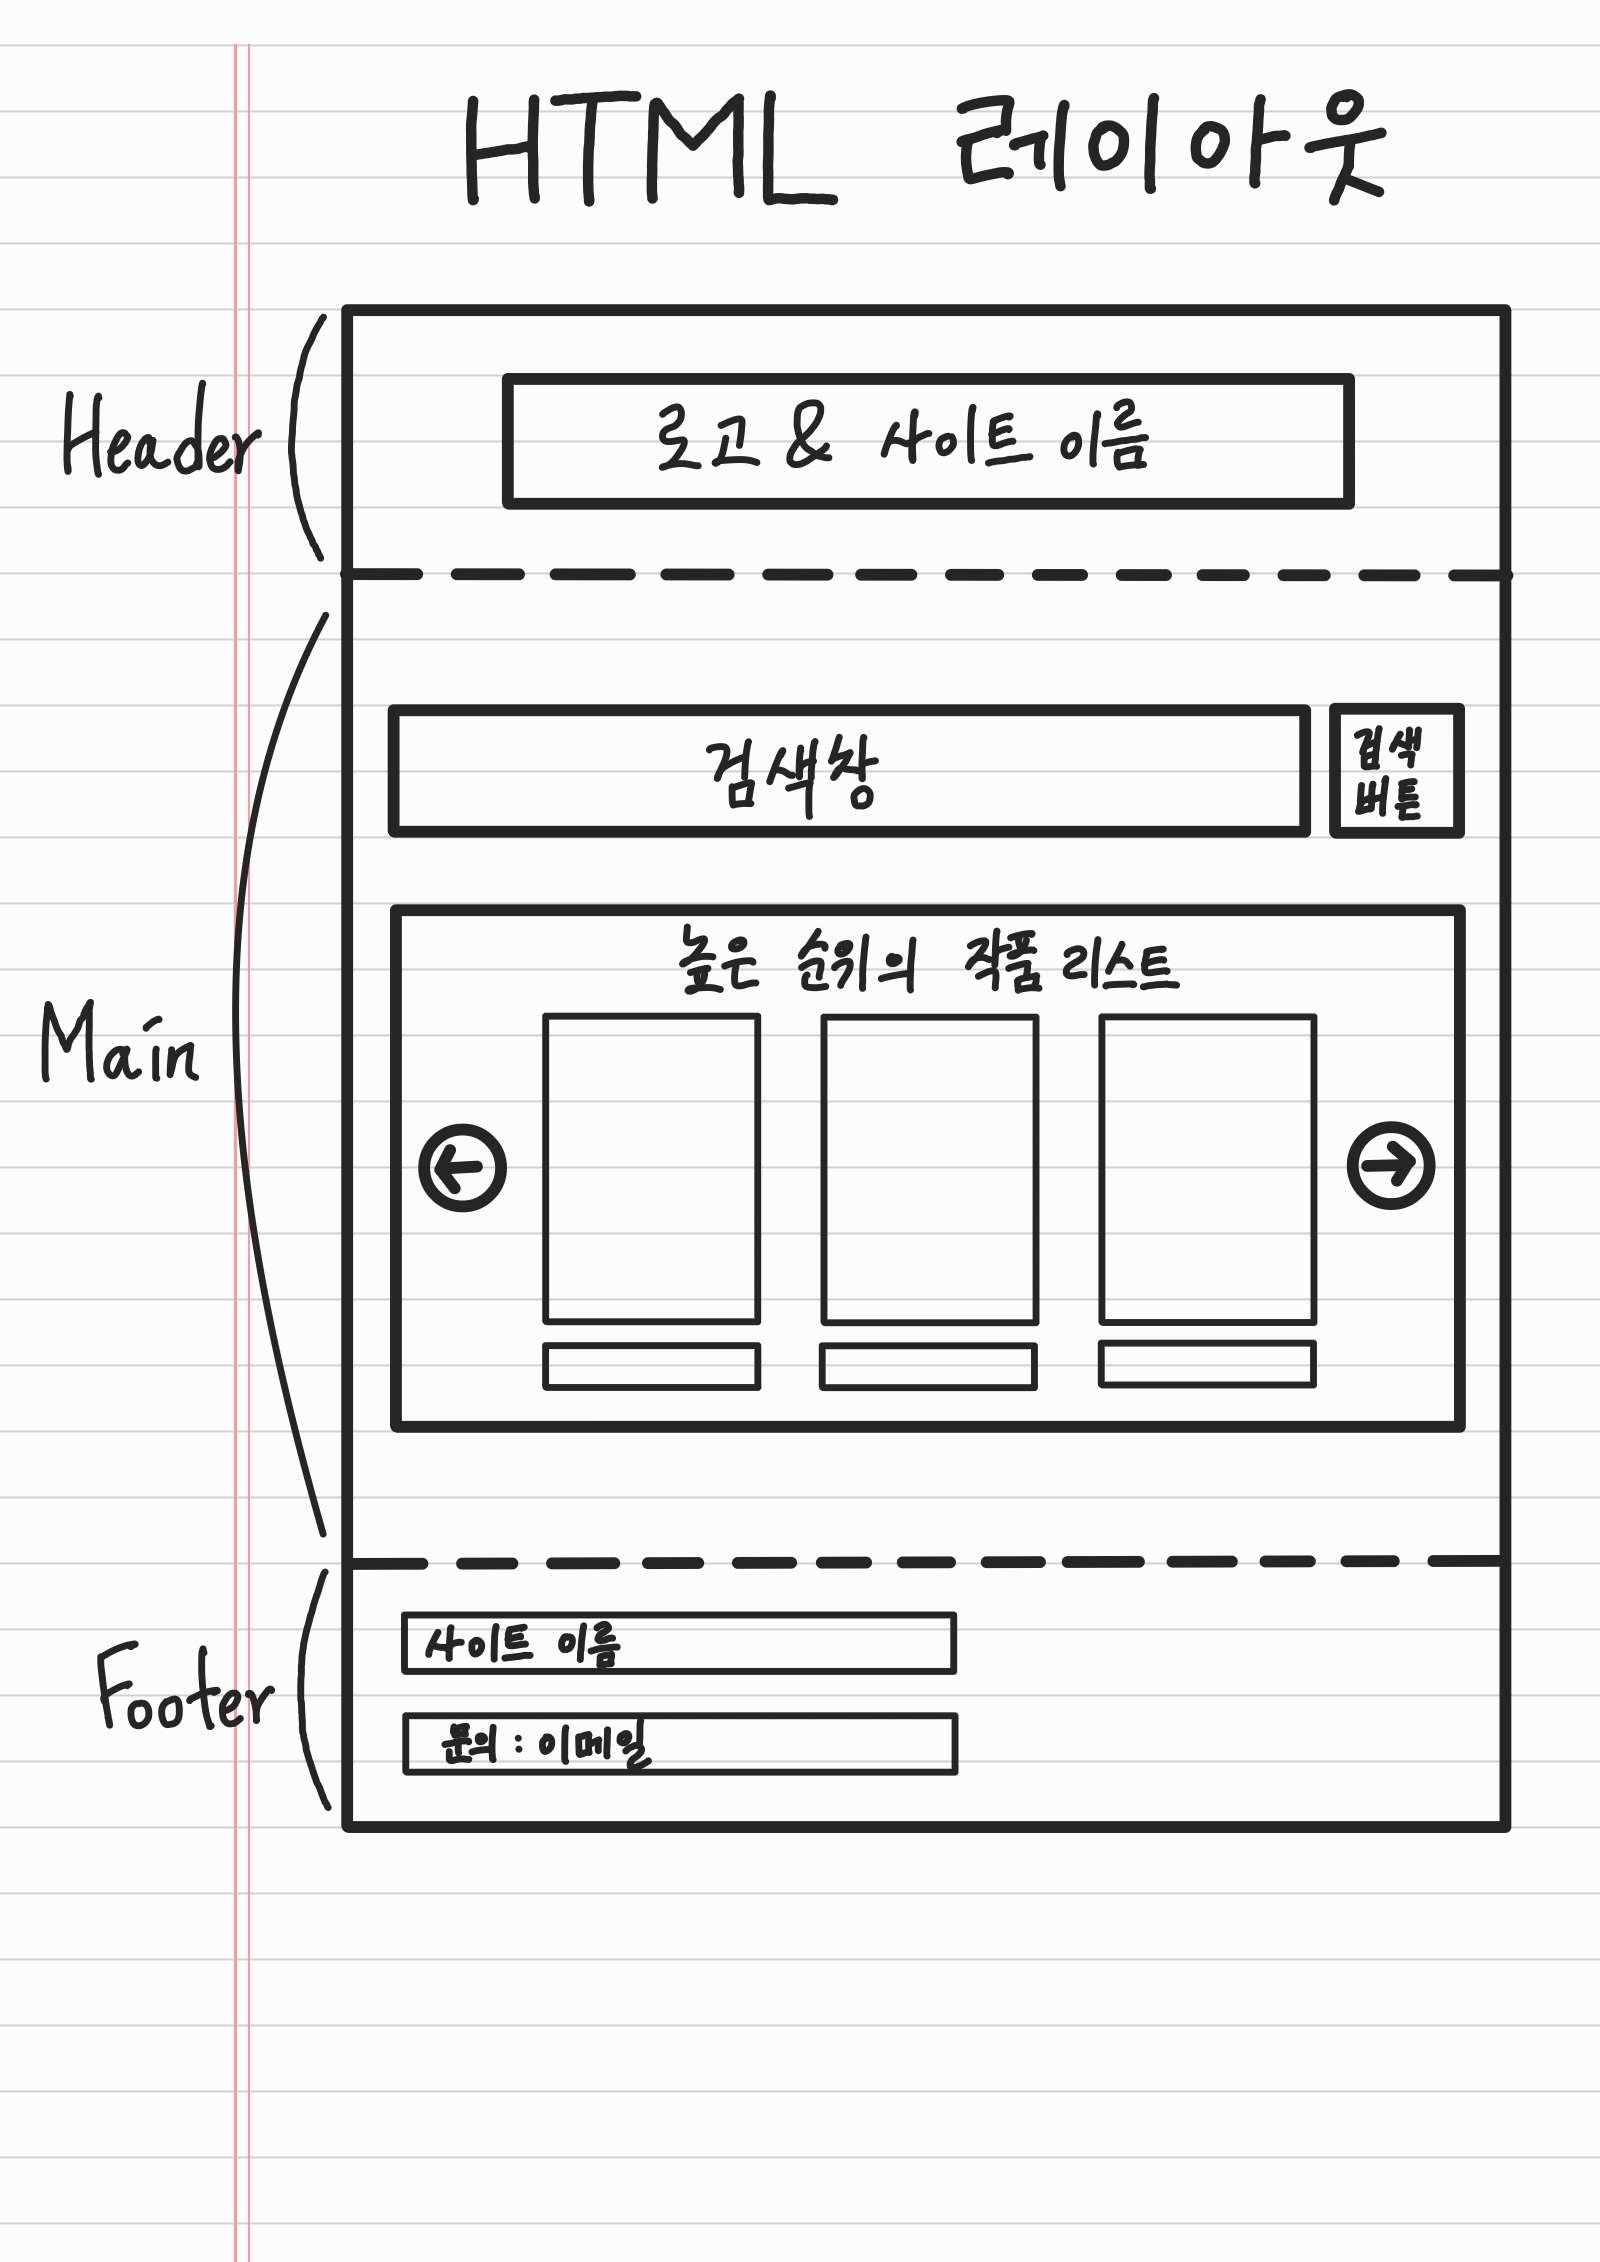 HTML 레이아웃
Header
로고 & 사이트 이름
Main
검색창
검색
버튼
높은 순위의 작품 리스트
Footer
사이트 이름
문의 : 이메일